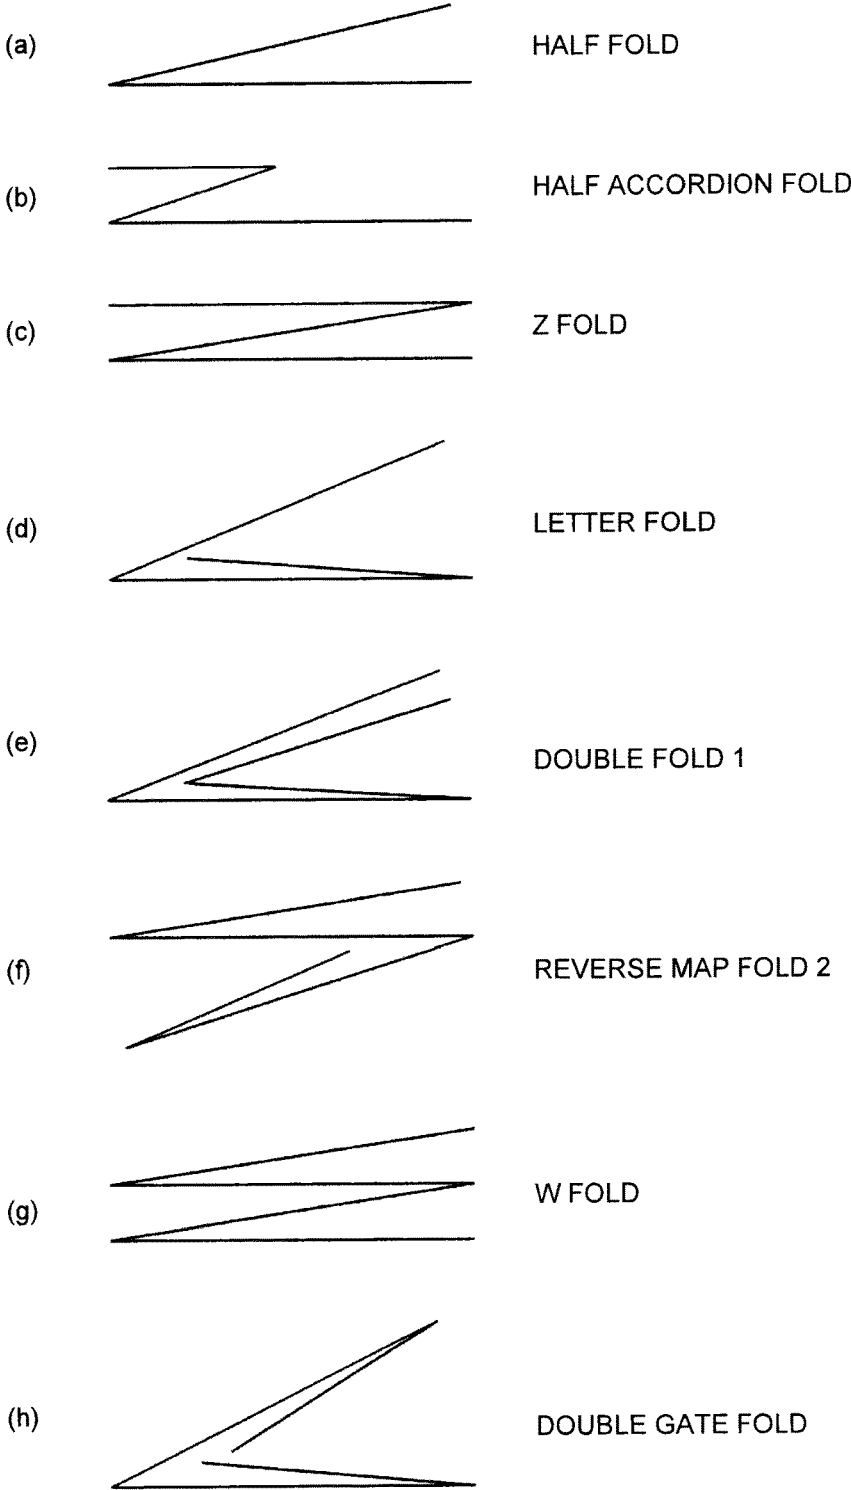 (a) HALF FOLD
(b) HALF ACCORDION FOLD
(c) Z FOLD
(d) LETTER FOLD
(e) DOUBLE FOLD 1
(f) REVERSE MAP FOLD 2
(g) W FOLD
(h) DOUBLE GATE FOLD